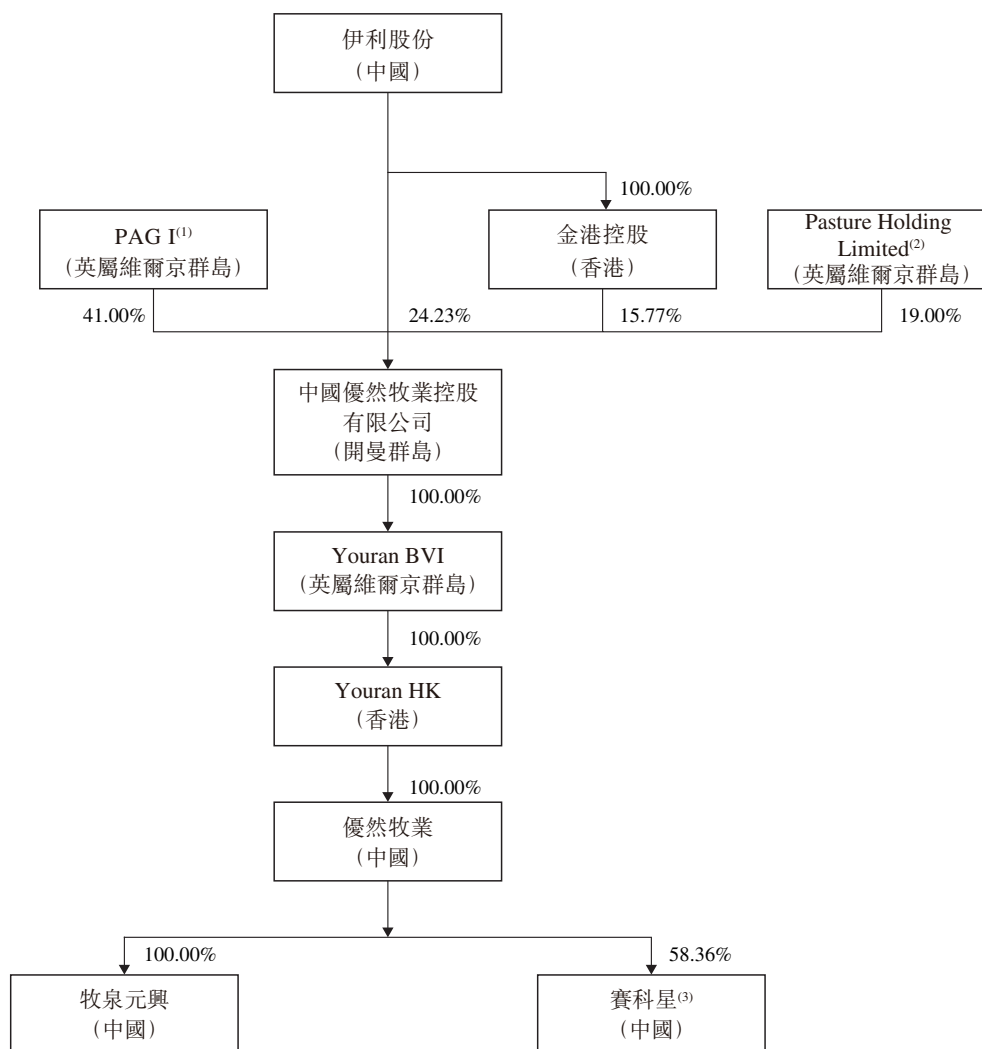 伊利股份
（中國）
100.00%
PAG I⁽¹⁾
（英屬維爾京群島）
金港控股
（香港）
Pasture Holding
Limited⁽²⁾
（英屬維爾京群島）
41.00%
24.23%
15.77%
19.00%
中國優然牧業控股
有限公司
（開曼群島）
100.00%
Youran BVI
（英屬維爾京群島）
100.00%
Youran HK
（香港）
100.00%
優然牧業
（中國）
100.00%
58.36%
牧泉元興
（中國）
賽科星⁽³⁾
（中國）